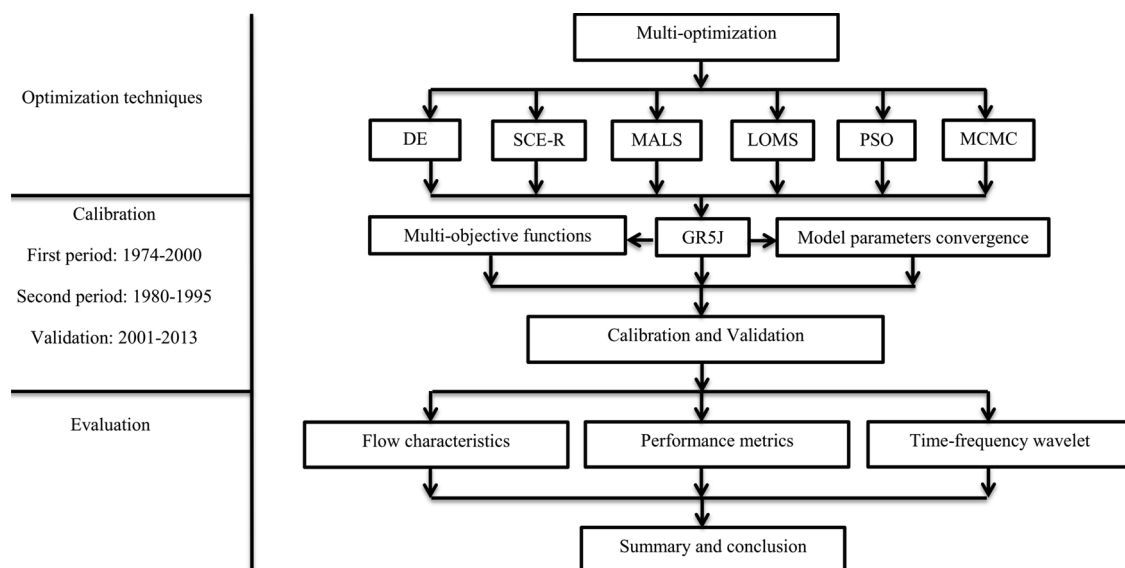 Multi-optimization
Optimization techniques
DE
SCE-R
MALS
LOMS
PSO
MCMC
Calibration
First period: 1974-2000
Second period: 1980-1995
Validation: 2001-2013
Multi-objective functions
GR5J
Model parameters convergence
Calibration and Validation
Evaluation
Flow characteristics
Performance metrics
Time-frequency wavelet
Summary and conclusion